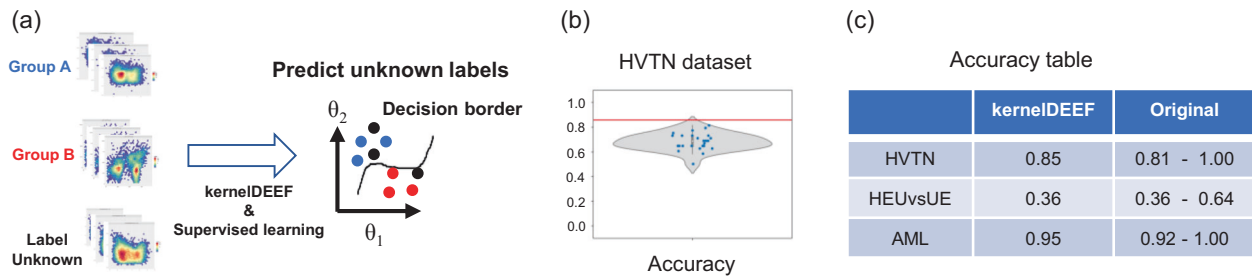 (a)
Group A
Group B
Label
Unknown
kernelDEEF
&
Supervised learning
Predict unknown labels
Decision border
θ2
θ1
(b)
HVTN dataset
1.0
0.8
0.6
0.4
0.2
0.0
Accuracy
(c)
Accuracy table
kernelDEEF Original
HVTN 0.85 0.81 - 1.00
HEUvsUE 0.36 0.36 - 0.64
AML 0.95 0.92 - 1.00